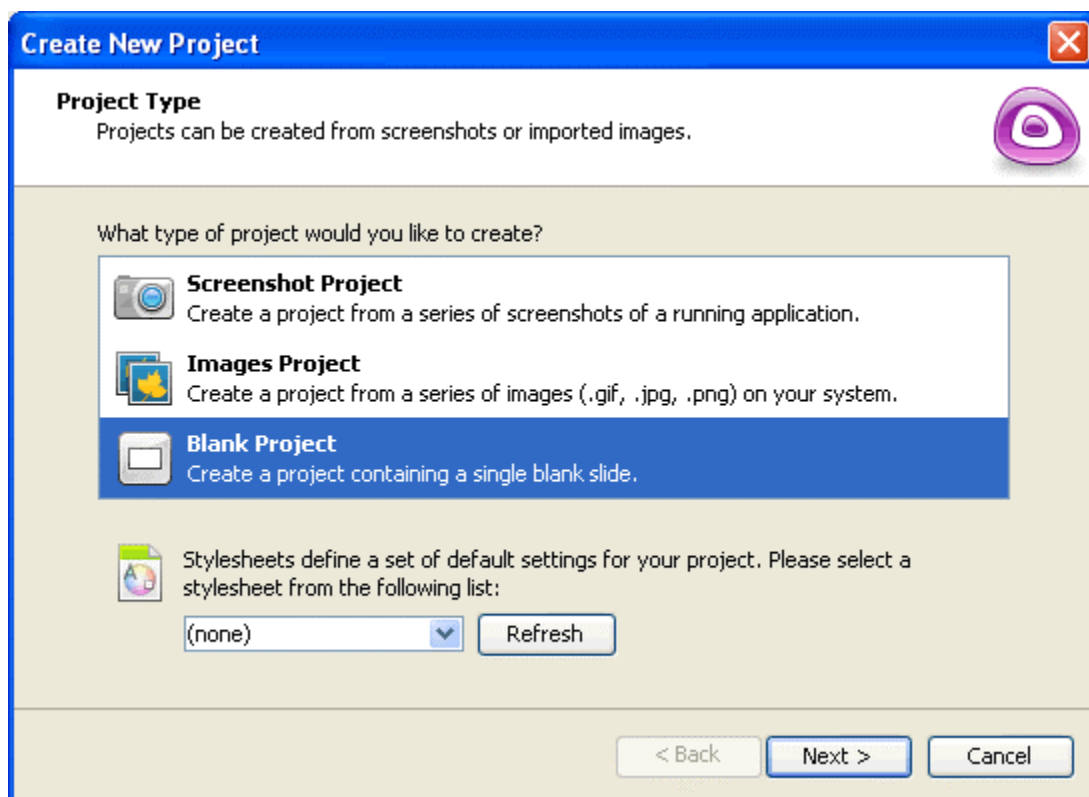 Create New Project
Project Type
Projects can be created from screenshots or imported images.
What type of project would you like to create?
Screenshot Project
Create a project from a series of screenshots of a running application.
Images Project
Create a project from a series of images (.gif, .jpg, .png) on your system.
Blank Project
Create a project containing a single blank slide.
Stylesheets define a set of default settings for your project. Please select a
stylesheet from the following list:
(none) Refresh
< Back Next > Cancel